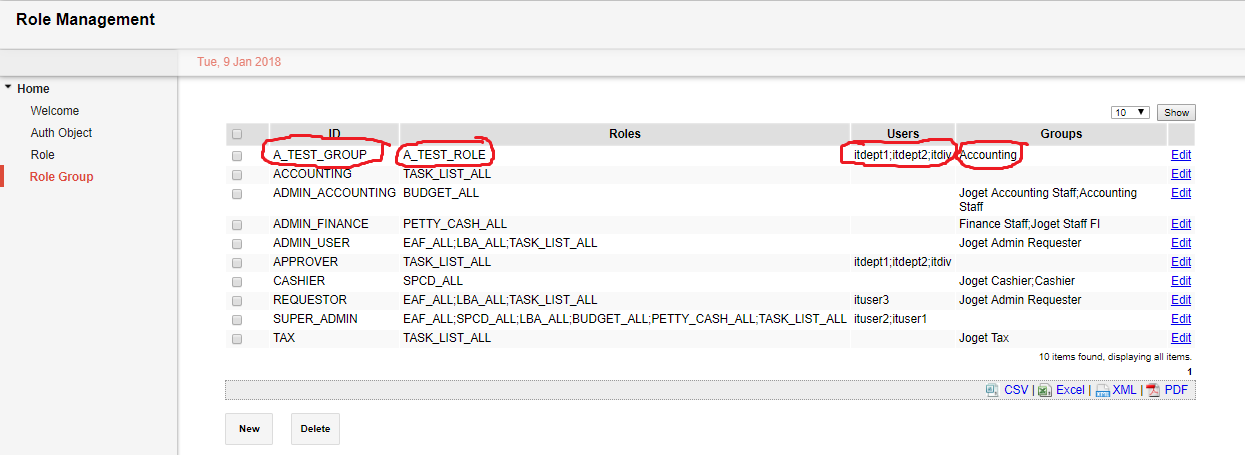 Role Management
Tue, 9 Jan 2018
Home
Welcome
Auth Object
Role
Role Group
10 Show
ID Roles Users Groups
A_TEST_GROUP A_TEST_ROLE itdept1;itdept2;itdiv Accounting Edit
ACCOUNTING TASK_LIST_ALL Edit
ADMIN_ACCOUNTING BUDGET_ALL Joget Accounting Staff;Accounting Staff Edit
ADMIN_FINANCE PETTY_CASH_ALL Finance Staff;Joget Staff FI Edit
ADMIN_USER EAF_ALL;LBA_ALL;TASK_LIST_ALL Joget Admin Requester Edit
APPROVER TASK_LIST_ALL itdept1;itdept2;itdiv Edit
CASHIER SPCD_ALL Joget Cashier;Cashier Edit
REQUESTOR EAF_ALL;LBA_ALL;TASK_LIST_ALL ituser3 Joget Admin Requester Edit
SUPER_ADMIN EAF_ALL;SPCD_ALL;LBA_ALL;BUDGET_ALL;PETTY_CASH_ALL;TASK_LIST_ALL ituser2;ituser1 Edit
TAX TASK_LIST_ALL Joget Tax Edit
10 items found, displaying all items.
1
CSV | Excel | XML | PDF
New Delete